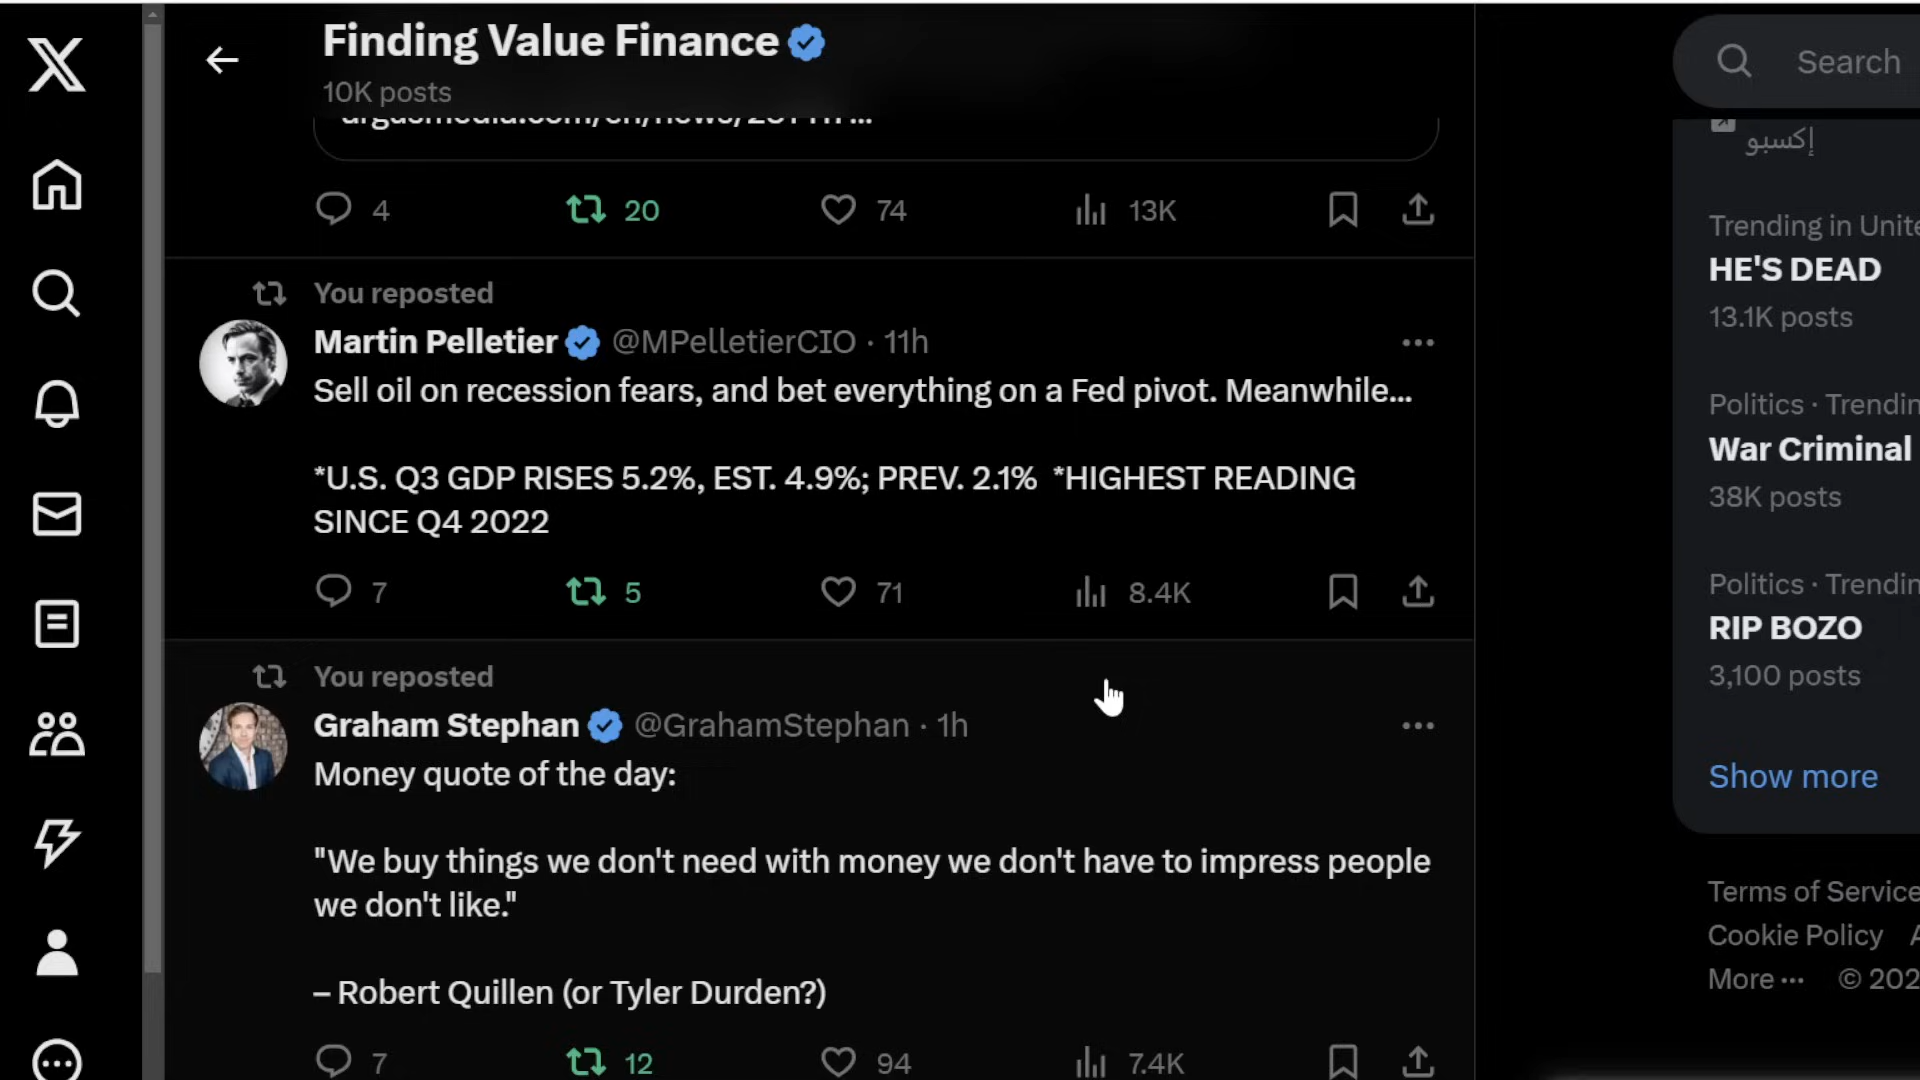 Finding Value Finance
10K posts
Search
إكسبو
4 20 74 13K
Trending in Unite
HE'S DEAD
13.1K posts
You reposted
Martin Pelletier @MPelletierCIO · 11h
Sell oil on recession fears, and bet everything on a Fed pivot. Meanwhile...
*U.S. Q3 GDP RISES 5.2%, EST. 4.9%; PREV. 2.1% *HIGHEST READING
SINCE Q4 2022
7 5 71 8.4K
Politics · Trendin
War Criminal
38K posts
Politics · Trendin
RIP BOZO
3,100 posts
Show more
You reposted
Graham Stephan @GrahamStephan · 1h
Money quote of the day:
"We buy things we don't need with money we don't have to impress people
we don't like."
– Robert Quillen (or Tyler Durden?)
7 12 94 7.4K
Terms of Service
Cookie Policy A
More ··· © 202